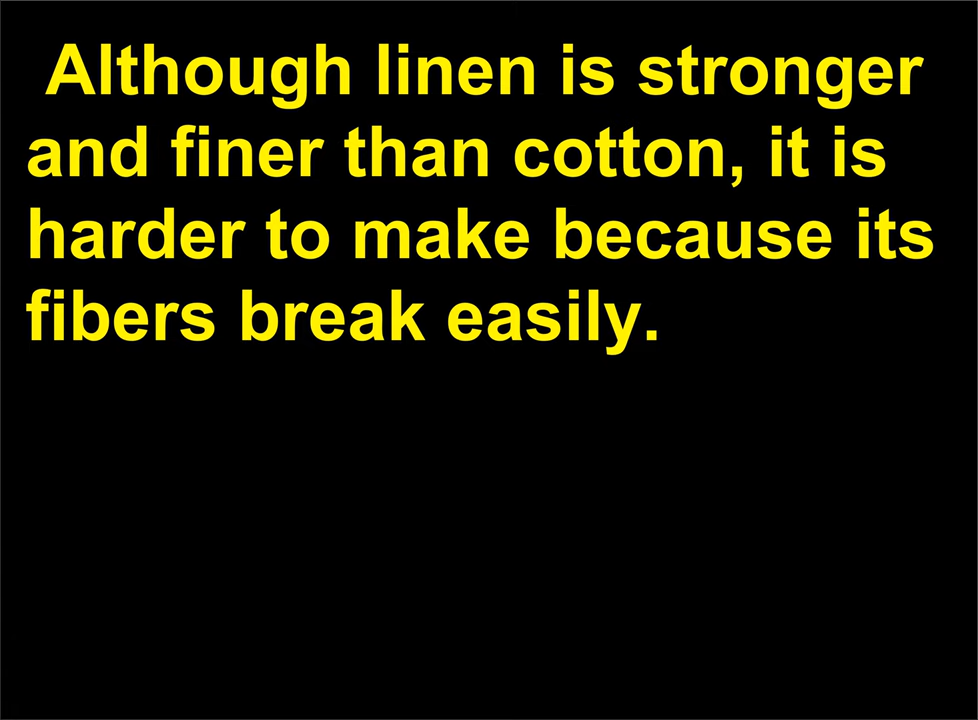 Although linen is stronger
and finer than cotton, it is
harder to make because its
fibers break easily.